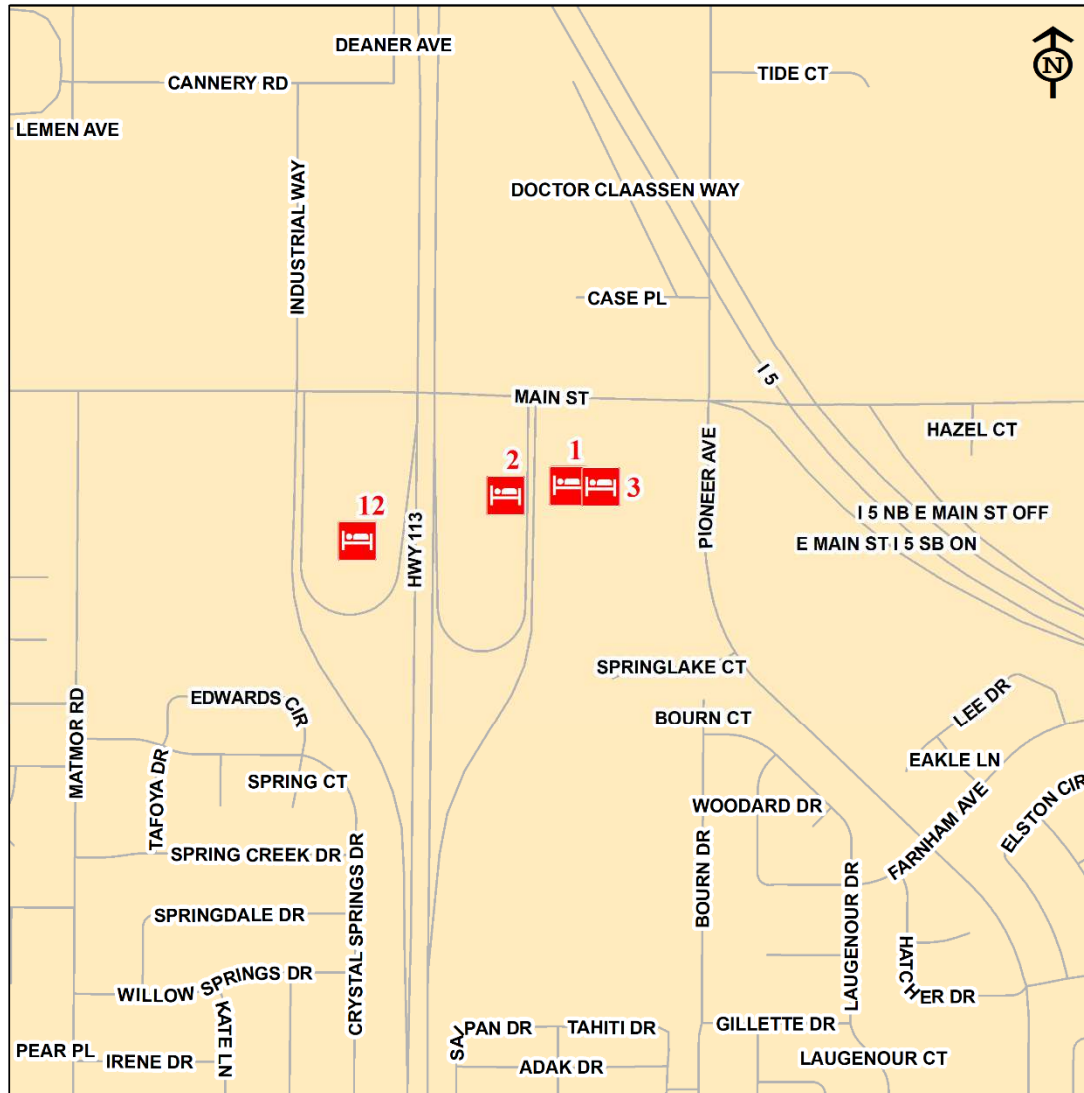 DEANER AVE
N
CANNERY RD
TIDE CT
LEMEN AVE
DOCTOR CLAASSEN WAY
INDUSTRIAL WAY
CASE PL
I 5
MAIN ST
HAZEL CT
PIONEER AVE
1
2
3
12
HWY 113
I 5 NB E MAIN ST OFF
E MAIN ST I 5 SB ON
SPRINGLAKE CT
EDWARDS CIR
LEE DR
BOURN CT
MATMOR RD
TAFOYA DR
EAKLE LN
SPRING CT
WOODARD DR
ELSTON CIR
FARNHAM AVE
SPRING CREEK DR
CRYSTAL SPRINGS DR
BOURN DR
LAUGENOUR DR
SPRINGDALE DR
HATCHER DR
WILLOW SPRINGS DR
KATE LN
SAIPAN DR
TAHITI DR
GILLETTE DR
PEAR PL
IRENE DR
ADAK DR
LAUGENOUR CT